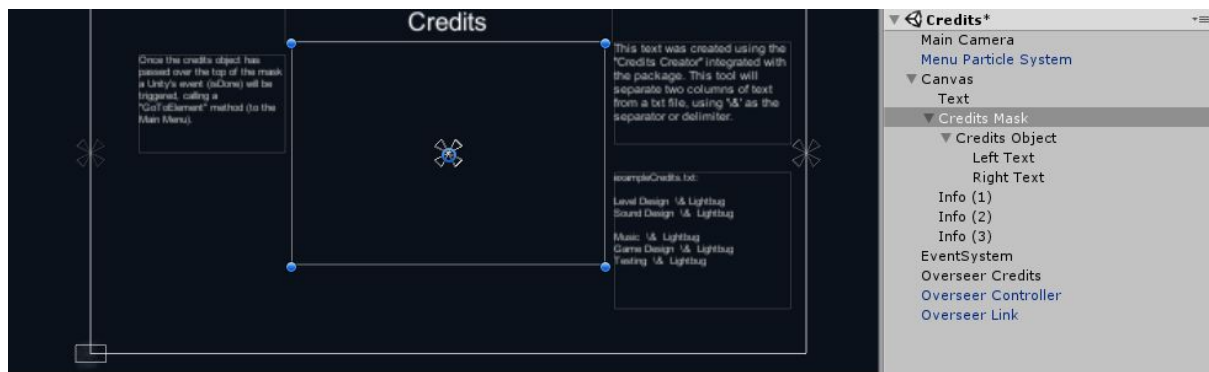 Credits
Once the credits object has
passed over the top of the mask
a Unity's event (isDone) will be
triggered, calling a
"GoToElement" method (to the
Main Menu).
This text was created using the
"Credits Creator" integrated with
the package. This tool will
separate two columns of text
from a txt file, using '\&' as the
separator or delimiter.
exampleCredits.txt:
Level Design \& Lightbug
Sound Design \& Lightbug
Music \& Lightbug
Game Design \& Lightbug
Testing \& Lightbug
Credits*
Main Camera
Menu Particle System
Canvas
Text
Credits Mask
Credits Object
Left Text
Right Text
Info (1)
Info (2)
Info (3)
EventSystem
Overseer Credits
Overseer Controller
Overseer Link